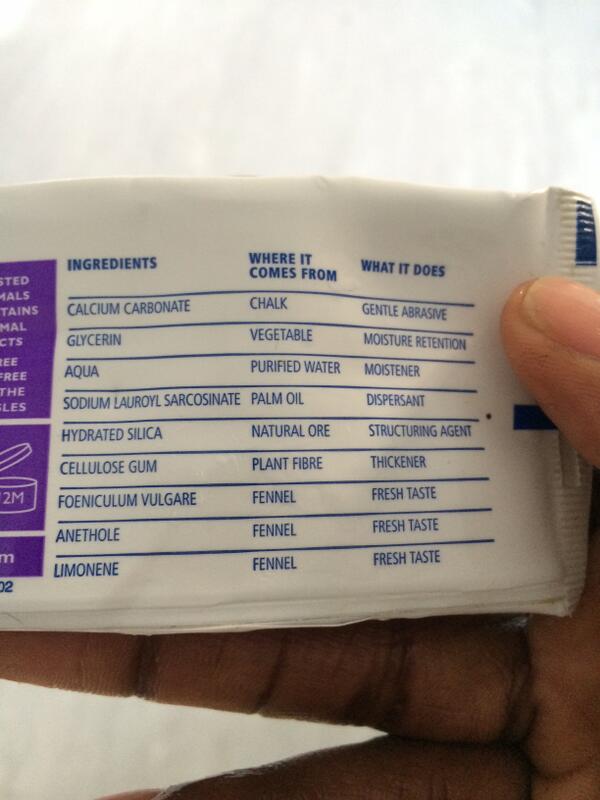 STED
MALS
TAINS
MAL
CTS
REE
FREE
THE
SLES
12M
m
02
INGREDIENTS WHERE IT COMES FROM WHAT IT DOES
CALCIUM CARBONATE CHALK GENTLE ABRASIVE
GLYCERIN VEGETABLE MOISTURE RETENTION
AQUA PURIFIED WATER MOISTENER
SODIUM LAUROYL SARCOSINATE PALM OIL DISPERSANT
HYDRATED SILICA NATURAL ORE STRUCTURING AGENT
CELLULOSE GUM PLANT FIBRE THICKENER
FOENICULUM VULGARE FENNEL FRESH TASTE
ANETHOLE FENNEL FRESH TASTE
LIMONENE FENNEL FRESH TASTE